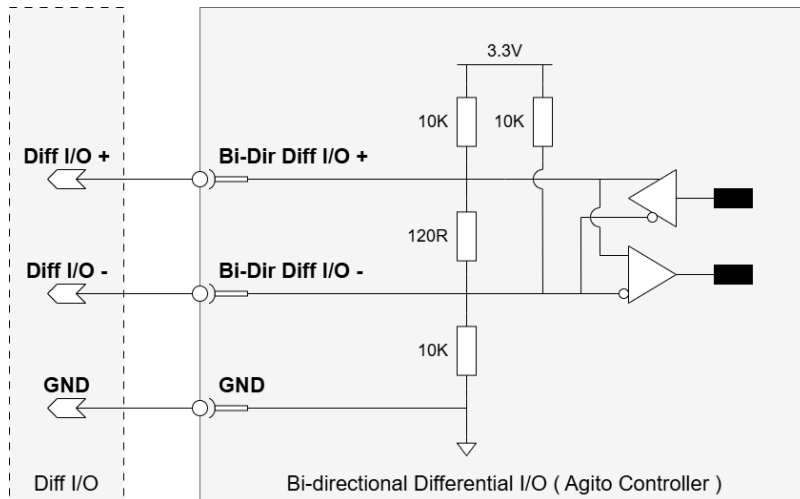 3.3V
10K
10K
Diff I/O +
Bi-Dir Diff I/O +
120R
Diff I/O -
Bi-Dir Diff I/O -
10K
GND
GND
Diff I/O
Bi-directional Differential I/O ( Agito Controller )